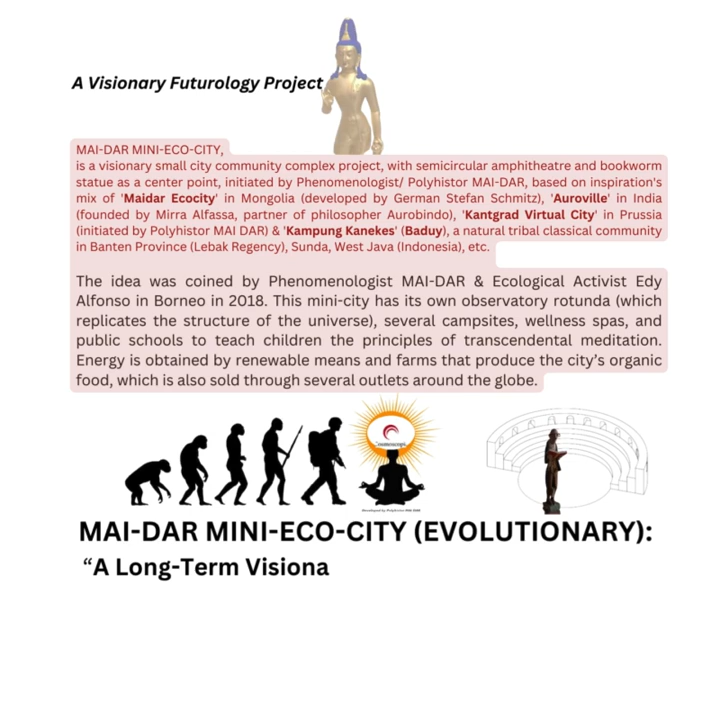 A Visionary Futurology Project
MAI-DAR MINI-ECO-CITY,
is a visionary small city community complex project, with semicircular amphitheatre and bookworm
statue as a center point, initiated by Phenomenologist/ Polyhistor MAI-DAR, based on inspiration's
mix of 'Maidar Ecocity' in Mongolia (developed by German Stefan Schmitz), 'Auroville' in India
(founded by Mirra Alfassa, partner of philosopher Aurobindo), 'Kantgrad Virtual City' in Prussia
(initiated by Polyhistor MAI DAR) & 'Kampung Kanekes' (Baduy), a natural tribal classical community
in Banten Province (Lebak Regency), Sunda, West Java (Indonesia), etc.
The idea was coined by Phenomenologist MAI-DAR & Ecological Activist Edy
Alfonso in Borneo in 2018. This mini-city has its own observatory rotunda (which
replicates the structure of the universe), several campsites, wellness spas, and
public schools to teach children the principles of transcendental meditation.
Energy is obtained by renewable means and farms that produce the city's organic
food, which is also sold through several outlets around the globe.
Developed by Polyhistor MAI DAR
MAI-DAR MINI-ECO-CITY (EVOLUTIONARY):
“A Long-Term Visiona